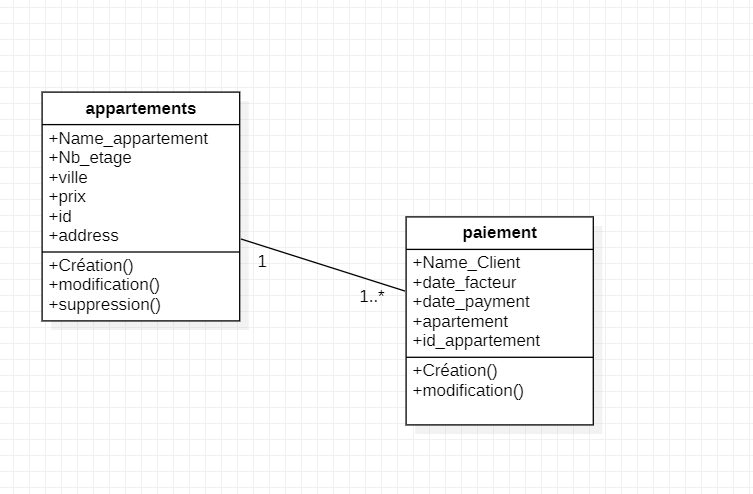 appartements
+Name_appartement
+Nb_etage
+ville
+prix
+id
+address
+Création()
+modification()
+suppression()
1
1..*
paiement
+Name_Client
+date_facteur
+date_payment
+apartement
+id_appartement
+Création()
+modification()